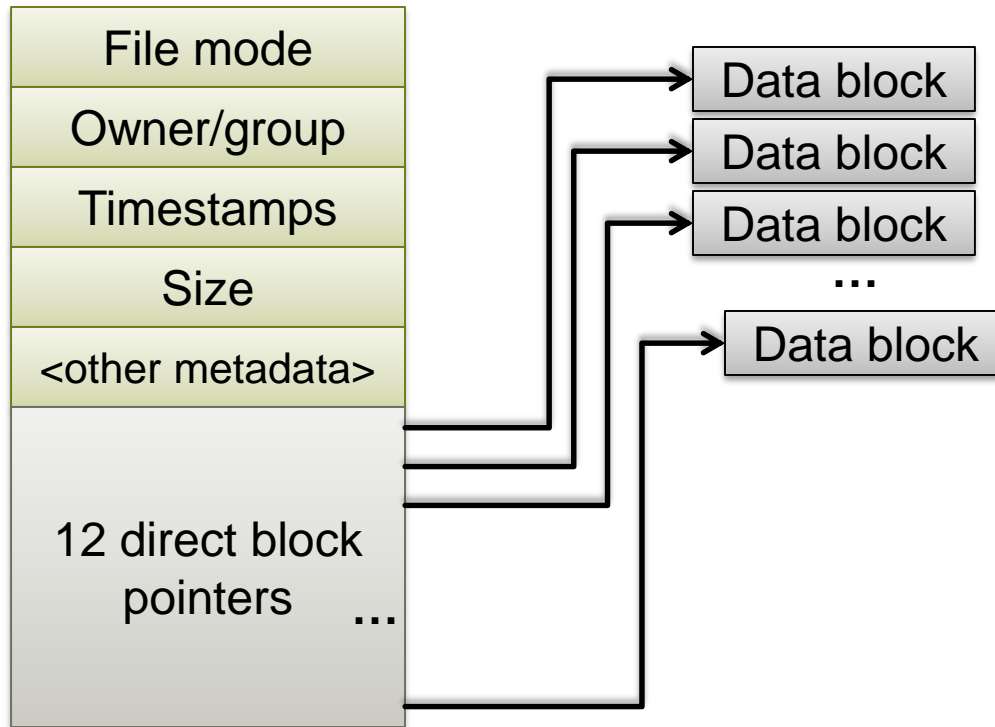 File mode
Owner/group
Timestamps
Size
<other metadata>
12 direct block
pointers ...
Data block
Data block
Data block
...
Data block